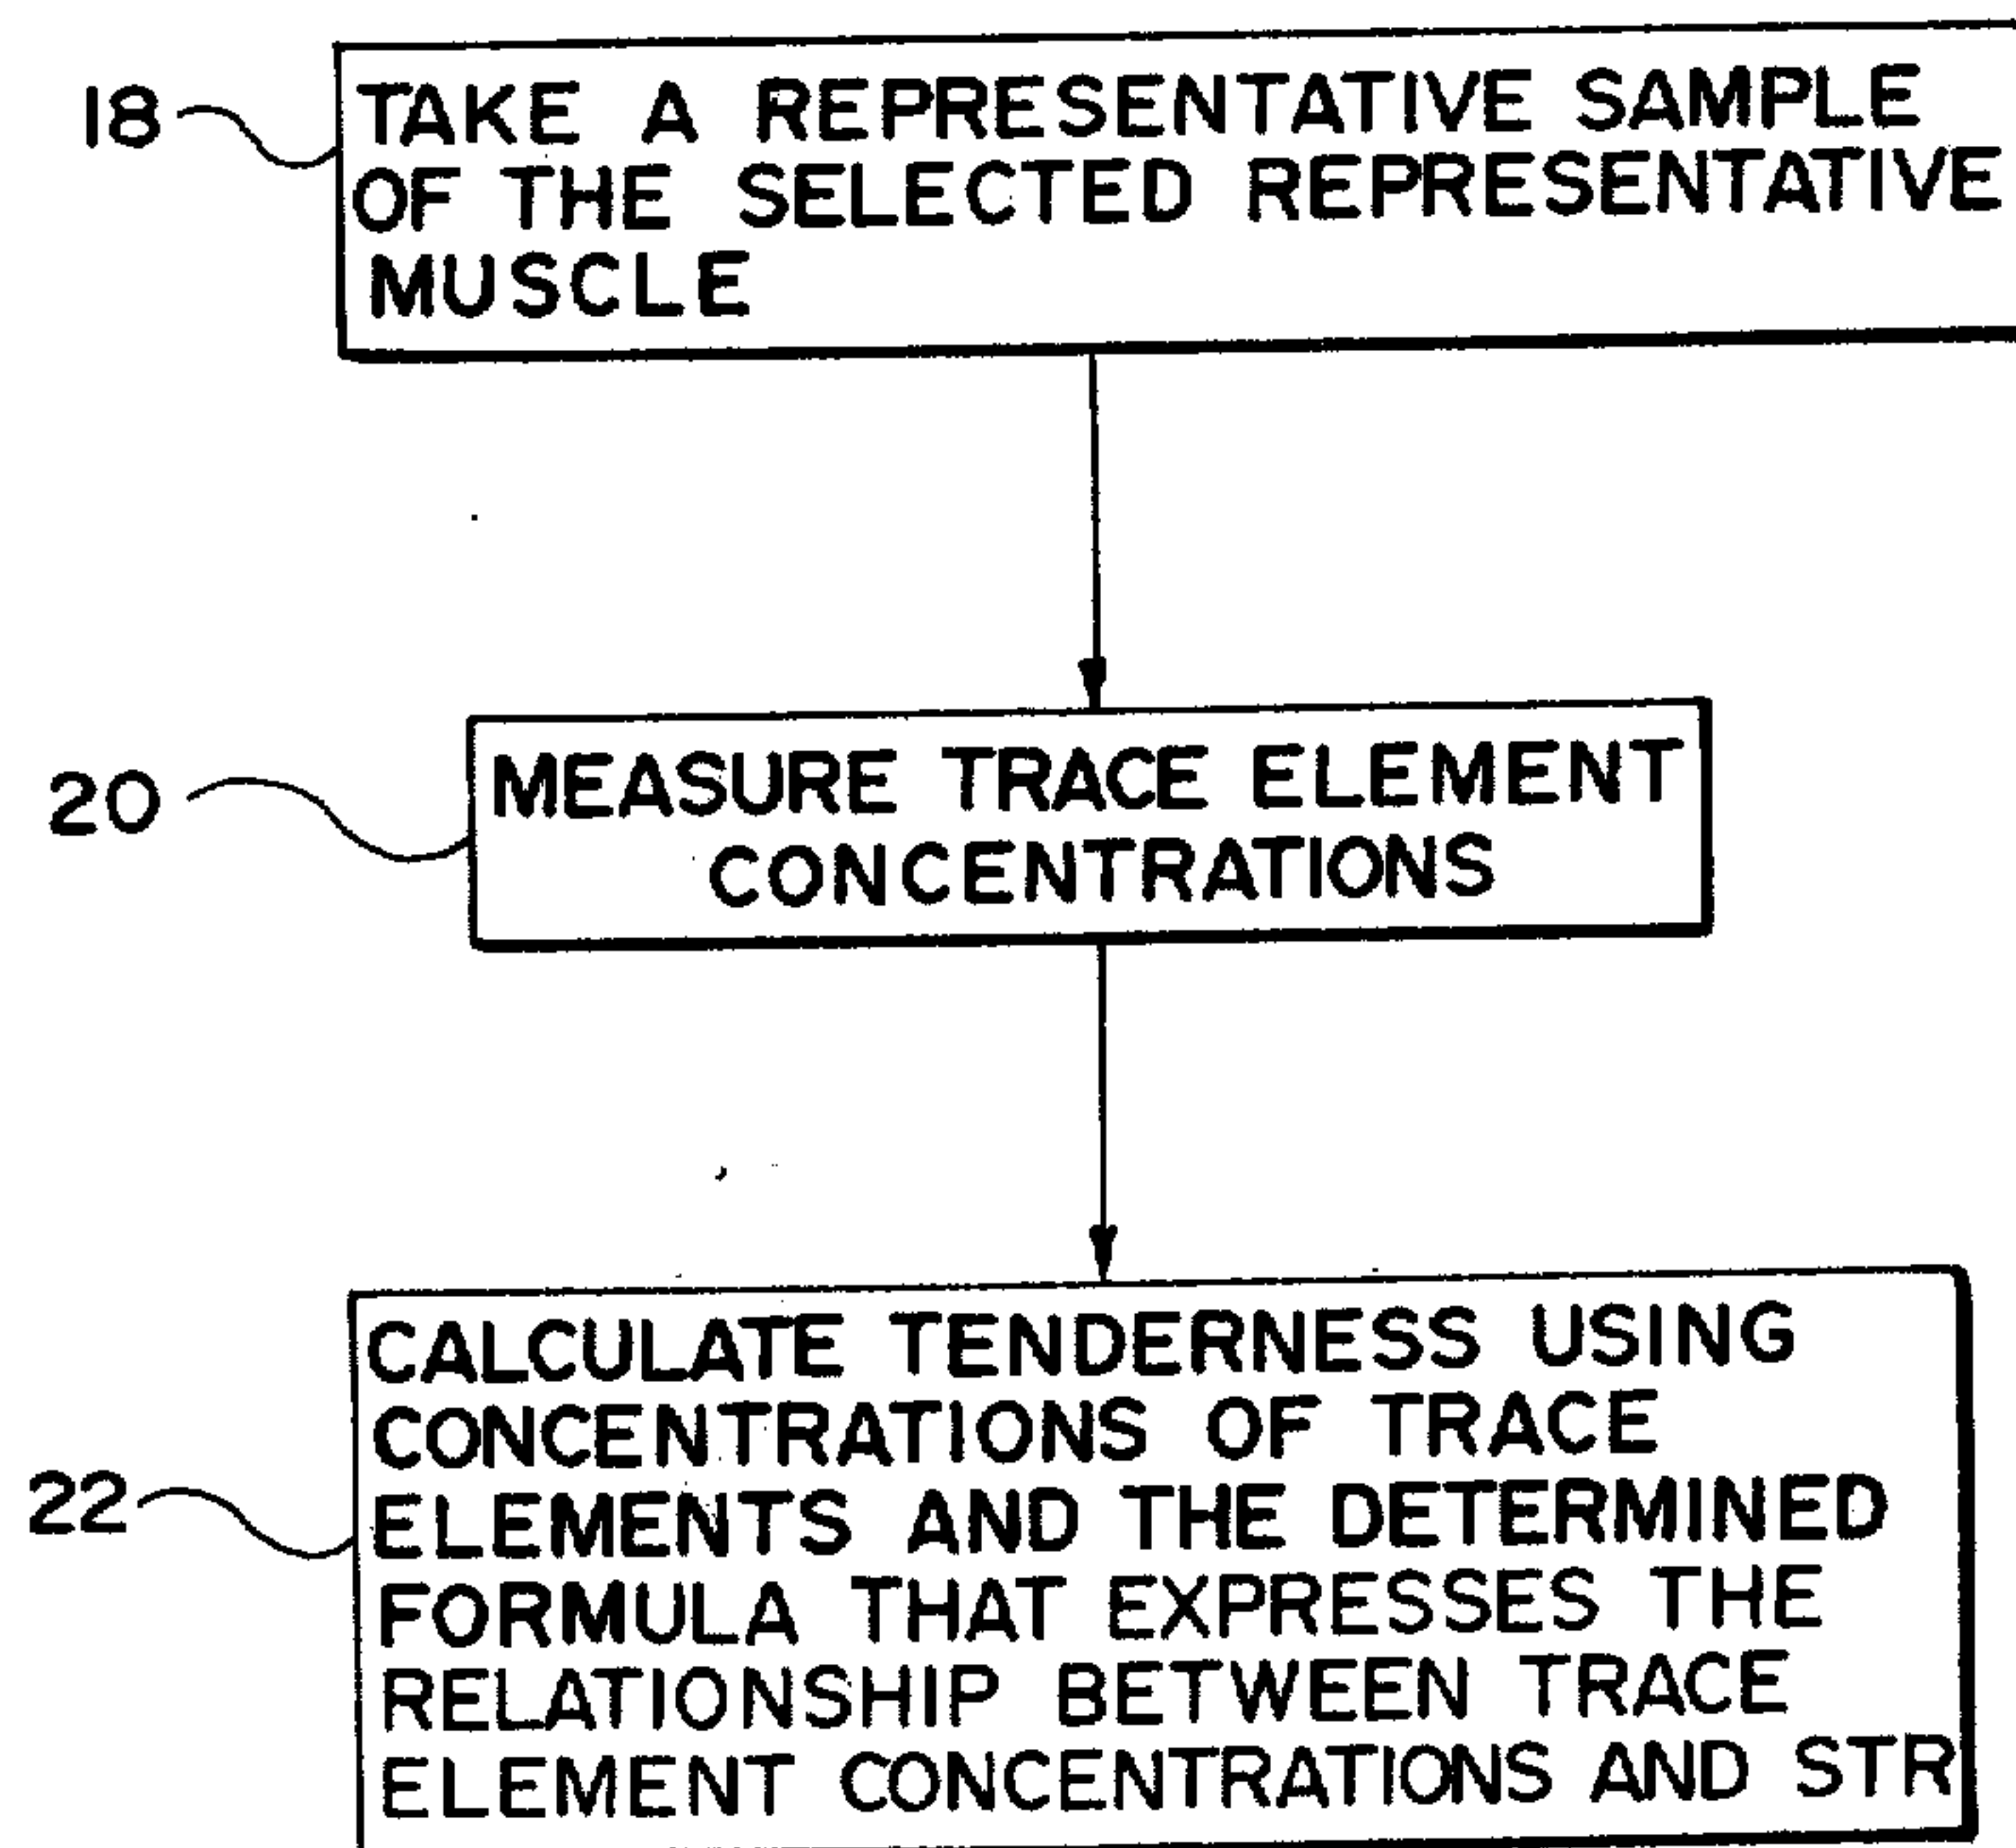 18
TAKE A REPRESENTATIVE SAMPLE
OF THE SELECTED REPRESENTATIVE
MUSCLE
20
MEASURE TRACE ELEMENT
CONCENTRATIONS
22
CALCULATE TENDERNESS USING
CONCENTRATIONS OF TRACE
ELEMENTS AND THE DETERMINED
FORMULA THAT EXPRESSES THE
RELATIONSHIP BETWEEN TRACE
ELEMENT CONCENTRATIONS AND STR